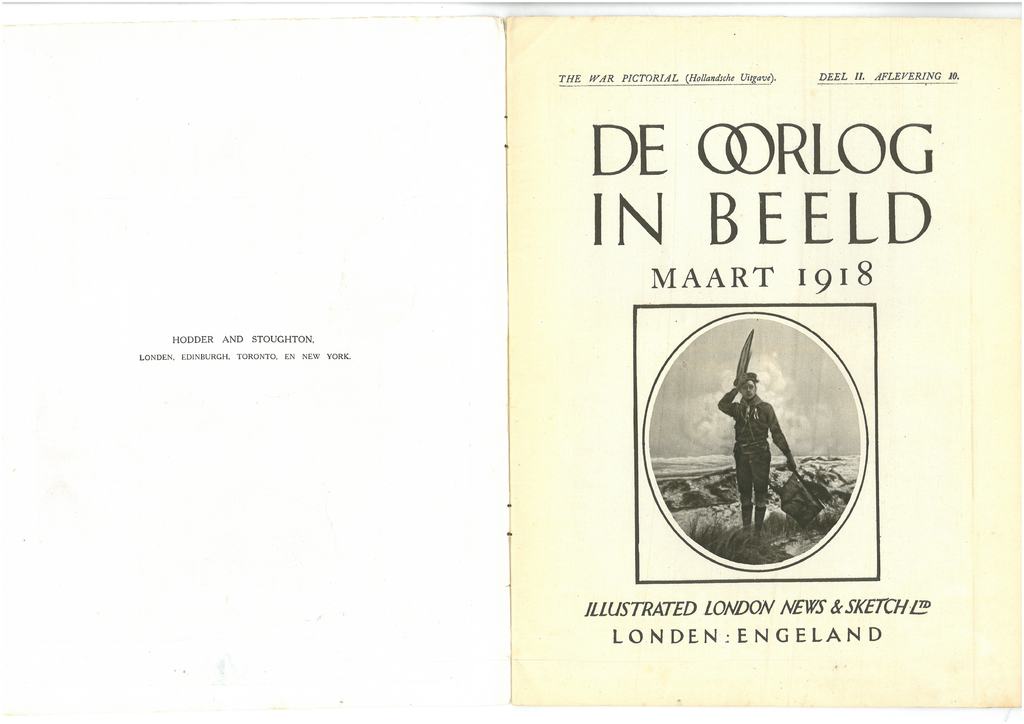 HODDER AND STOUGHTON,
LONDEN, EDINBURGH, TORONTO, EN NEW YORK.
THE WAR PICTORIAL (Hollandsche Uitgave). DEEL II. AFLEVERING 10.
DE OORLOG
IN BEELD
MAART 1918
ILLUSTRATED LONDON NEWS & SKETCH LTD
LONDEN: ENGELAND